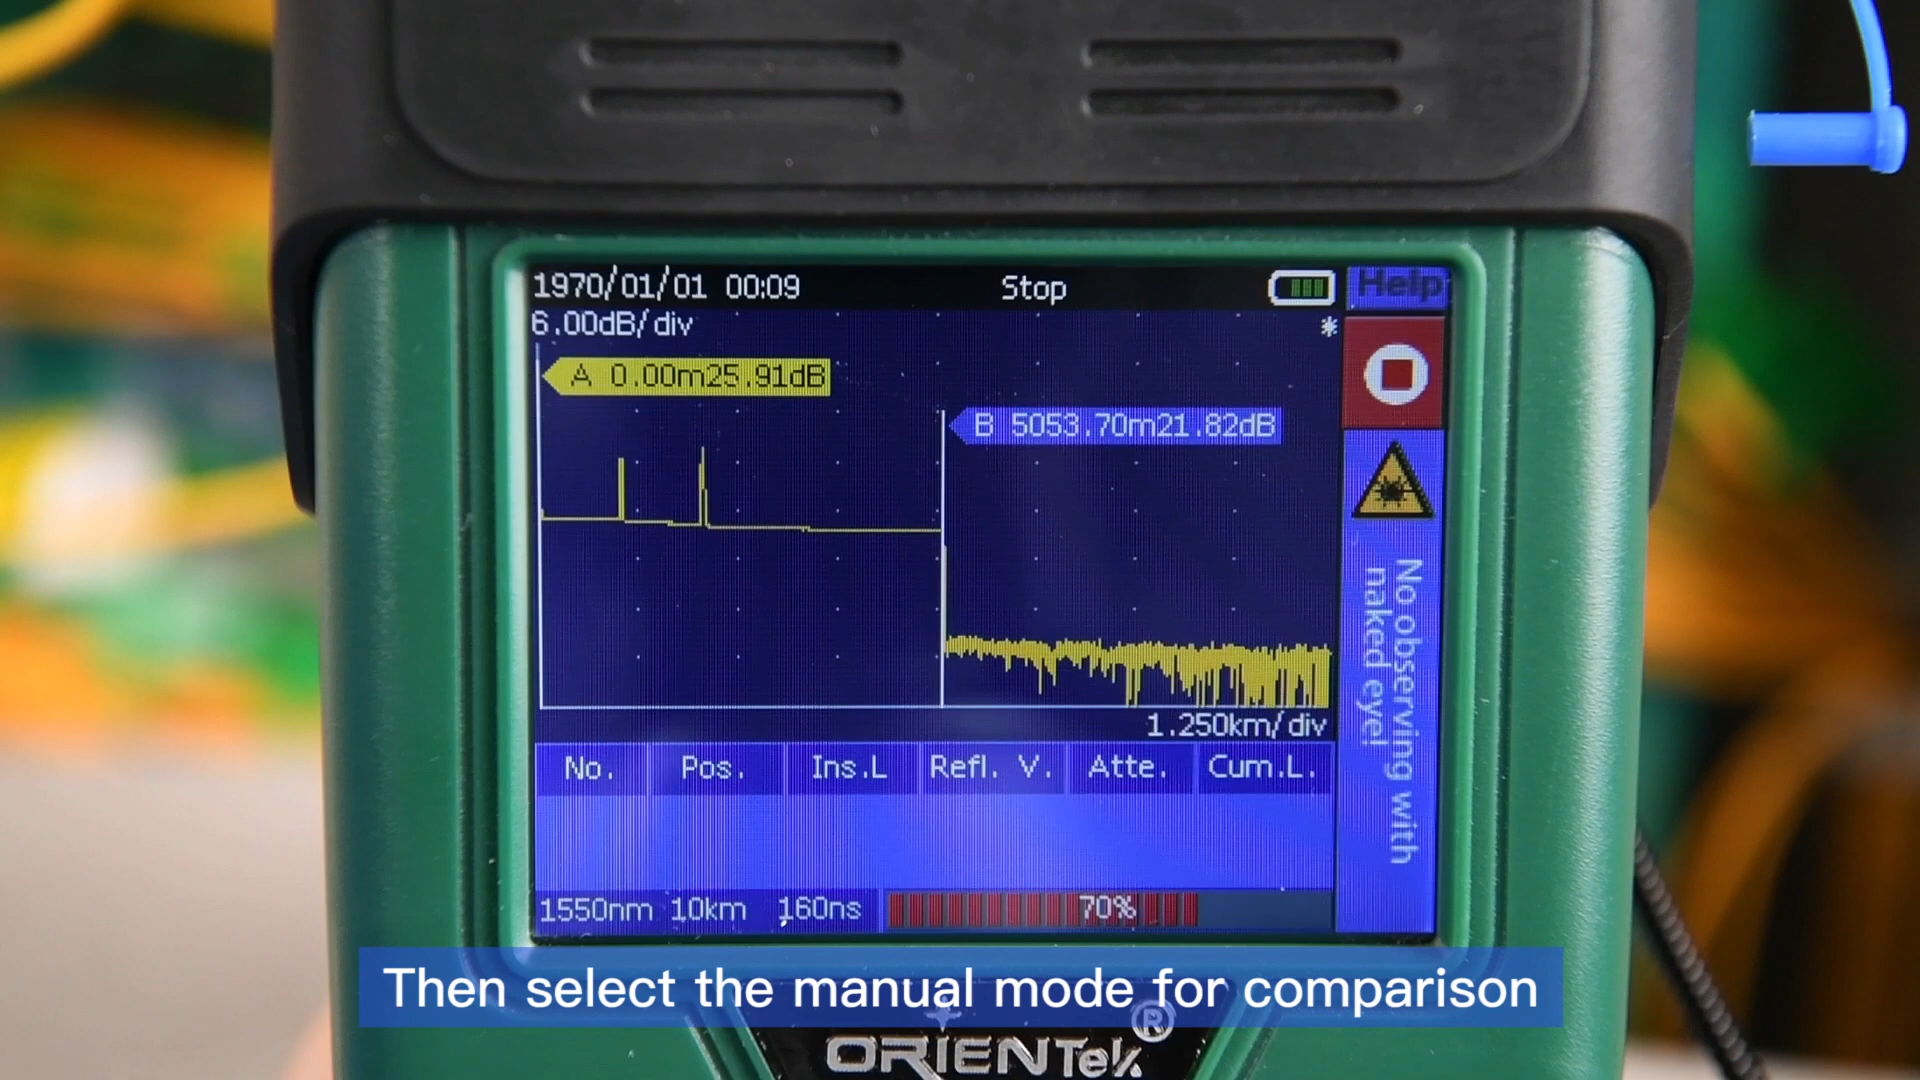 1970/01/01 00:09
Stop
Help
6.00dB/div
*
A 0.00m25.91dB
B 5053.70m21.82dB
No observing with
naked eye!
1.250km/div
No. Pos. Ins.L Refl. V. Atte. Cum.L.
1550nm 10km 160ns 70%
Then select the manual mode for comparison
ORIENTek®